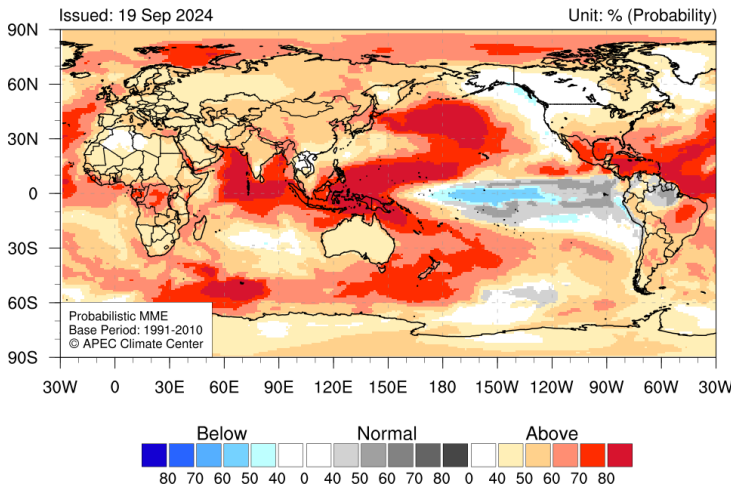 Issued: 19 Sep 2024 Unit: % (Probability)
90N
60N
30N
0
30S
60S
90S
Probabilistic MME
Base Period: 1991-2010
© APEC Climate Center
30W 0 30E 60E 90E 120E 150E 180 150W 120W 90W 60W 30W
Below Normal Above
80 70 60 50 40 0 40 50 60 70 80 0 40 50 60 70 80